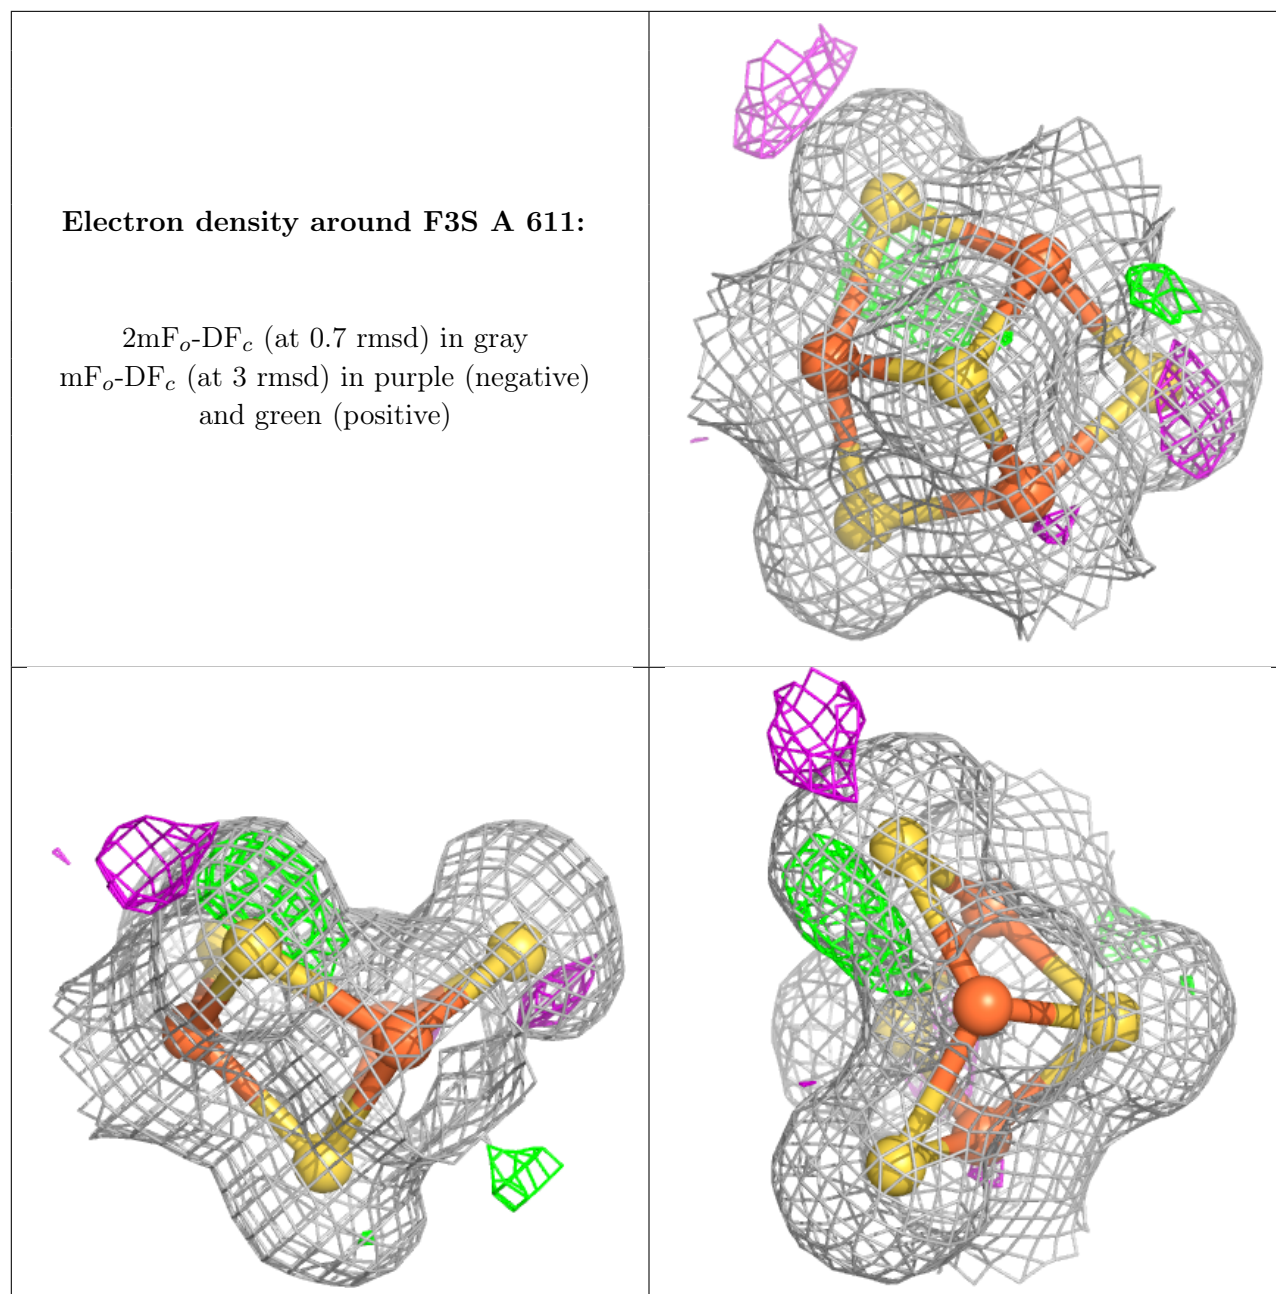 Electron density around F3S A 611:
2mFo-DFc (at 0.7 rmsd) in gray
mFo-DFc (at 3 rmsd) in purple (negative)
and green (positive)